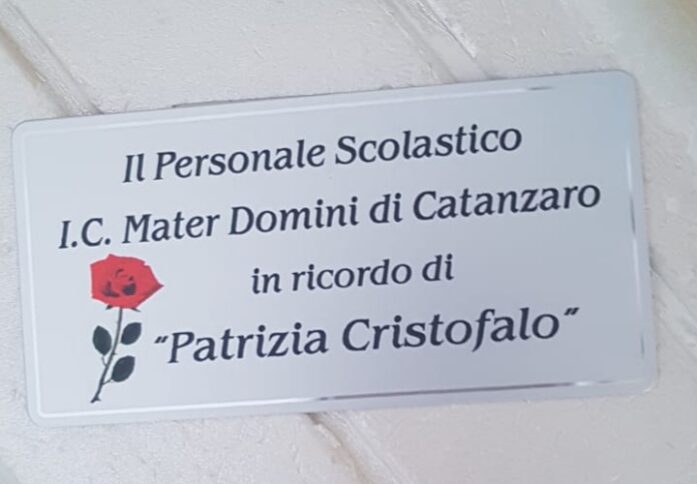 Il Personale Scolastico
I.C. Mater Domini di Catanzaro
in ricordo di
“Patrizia Cristofalo”